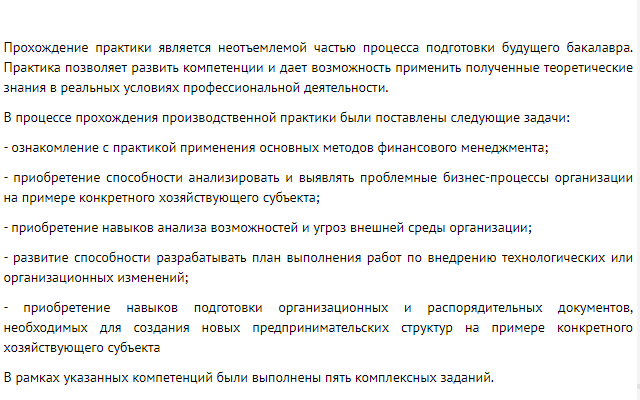 Прохождение практики является неотъемлемой частью процесса подготовки будущего бакалавра.
Практика позволяет развить компетенции и дает возможность применить полученные теоретические
знания в реальных условиях профессиональной деятельности.
В процессе прохождения производственной практики были поставлены следующие задачи:
- ознакомление с практикой применения основных методов финансового менеджмента;
- приобретение способности анализировать и выявлять проблемные бизнес-процессы организации
на примере конкретного хозяйствующего субъекта;
- приобретение навыков анализа возможностей и угроз внешней среды организации;
- развитие способности разрабатывать план выполнения работ по внедрению технологических или
организационных изменений;
- приобретение навыков подготовки организационных и распорядительных документов,
необходимых для создания новых предпринимательских структур на примере конкретного
хозяйствующего субъекта
В рамках указанных компетенций были выполнены пять комплексных заданий.